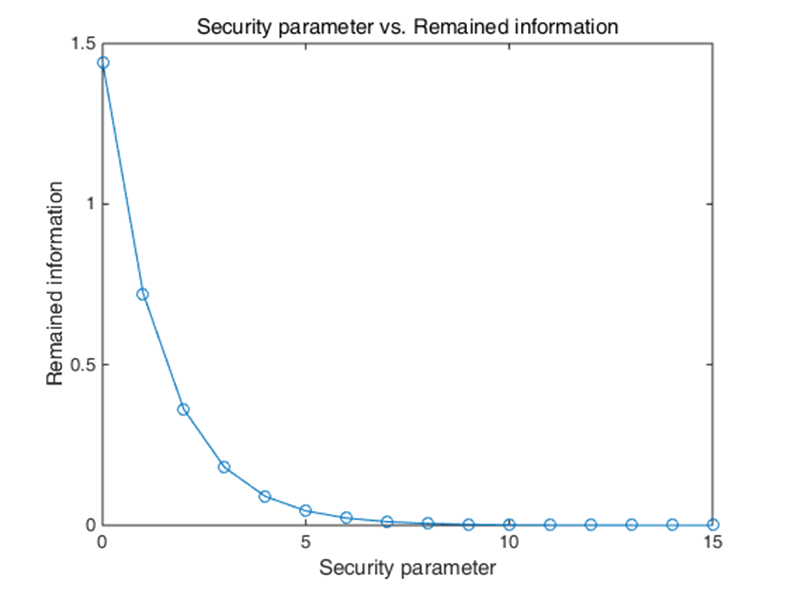 Security parameter vs. Remained information
1.5
1
0.5
0
Remained information
0
5
10
15
Security parameter